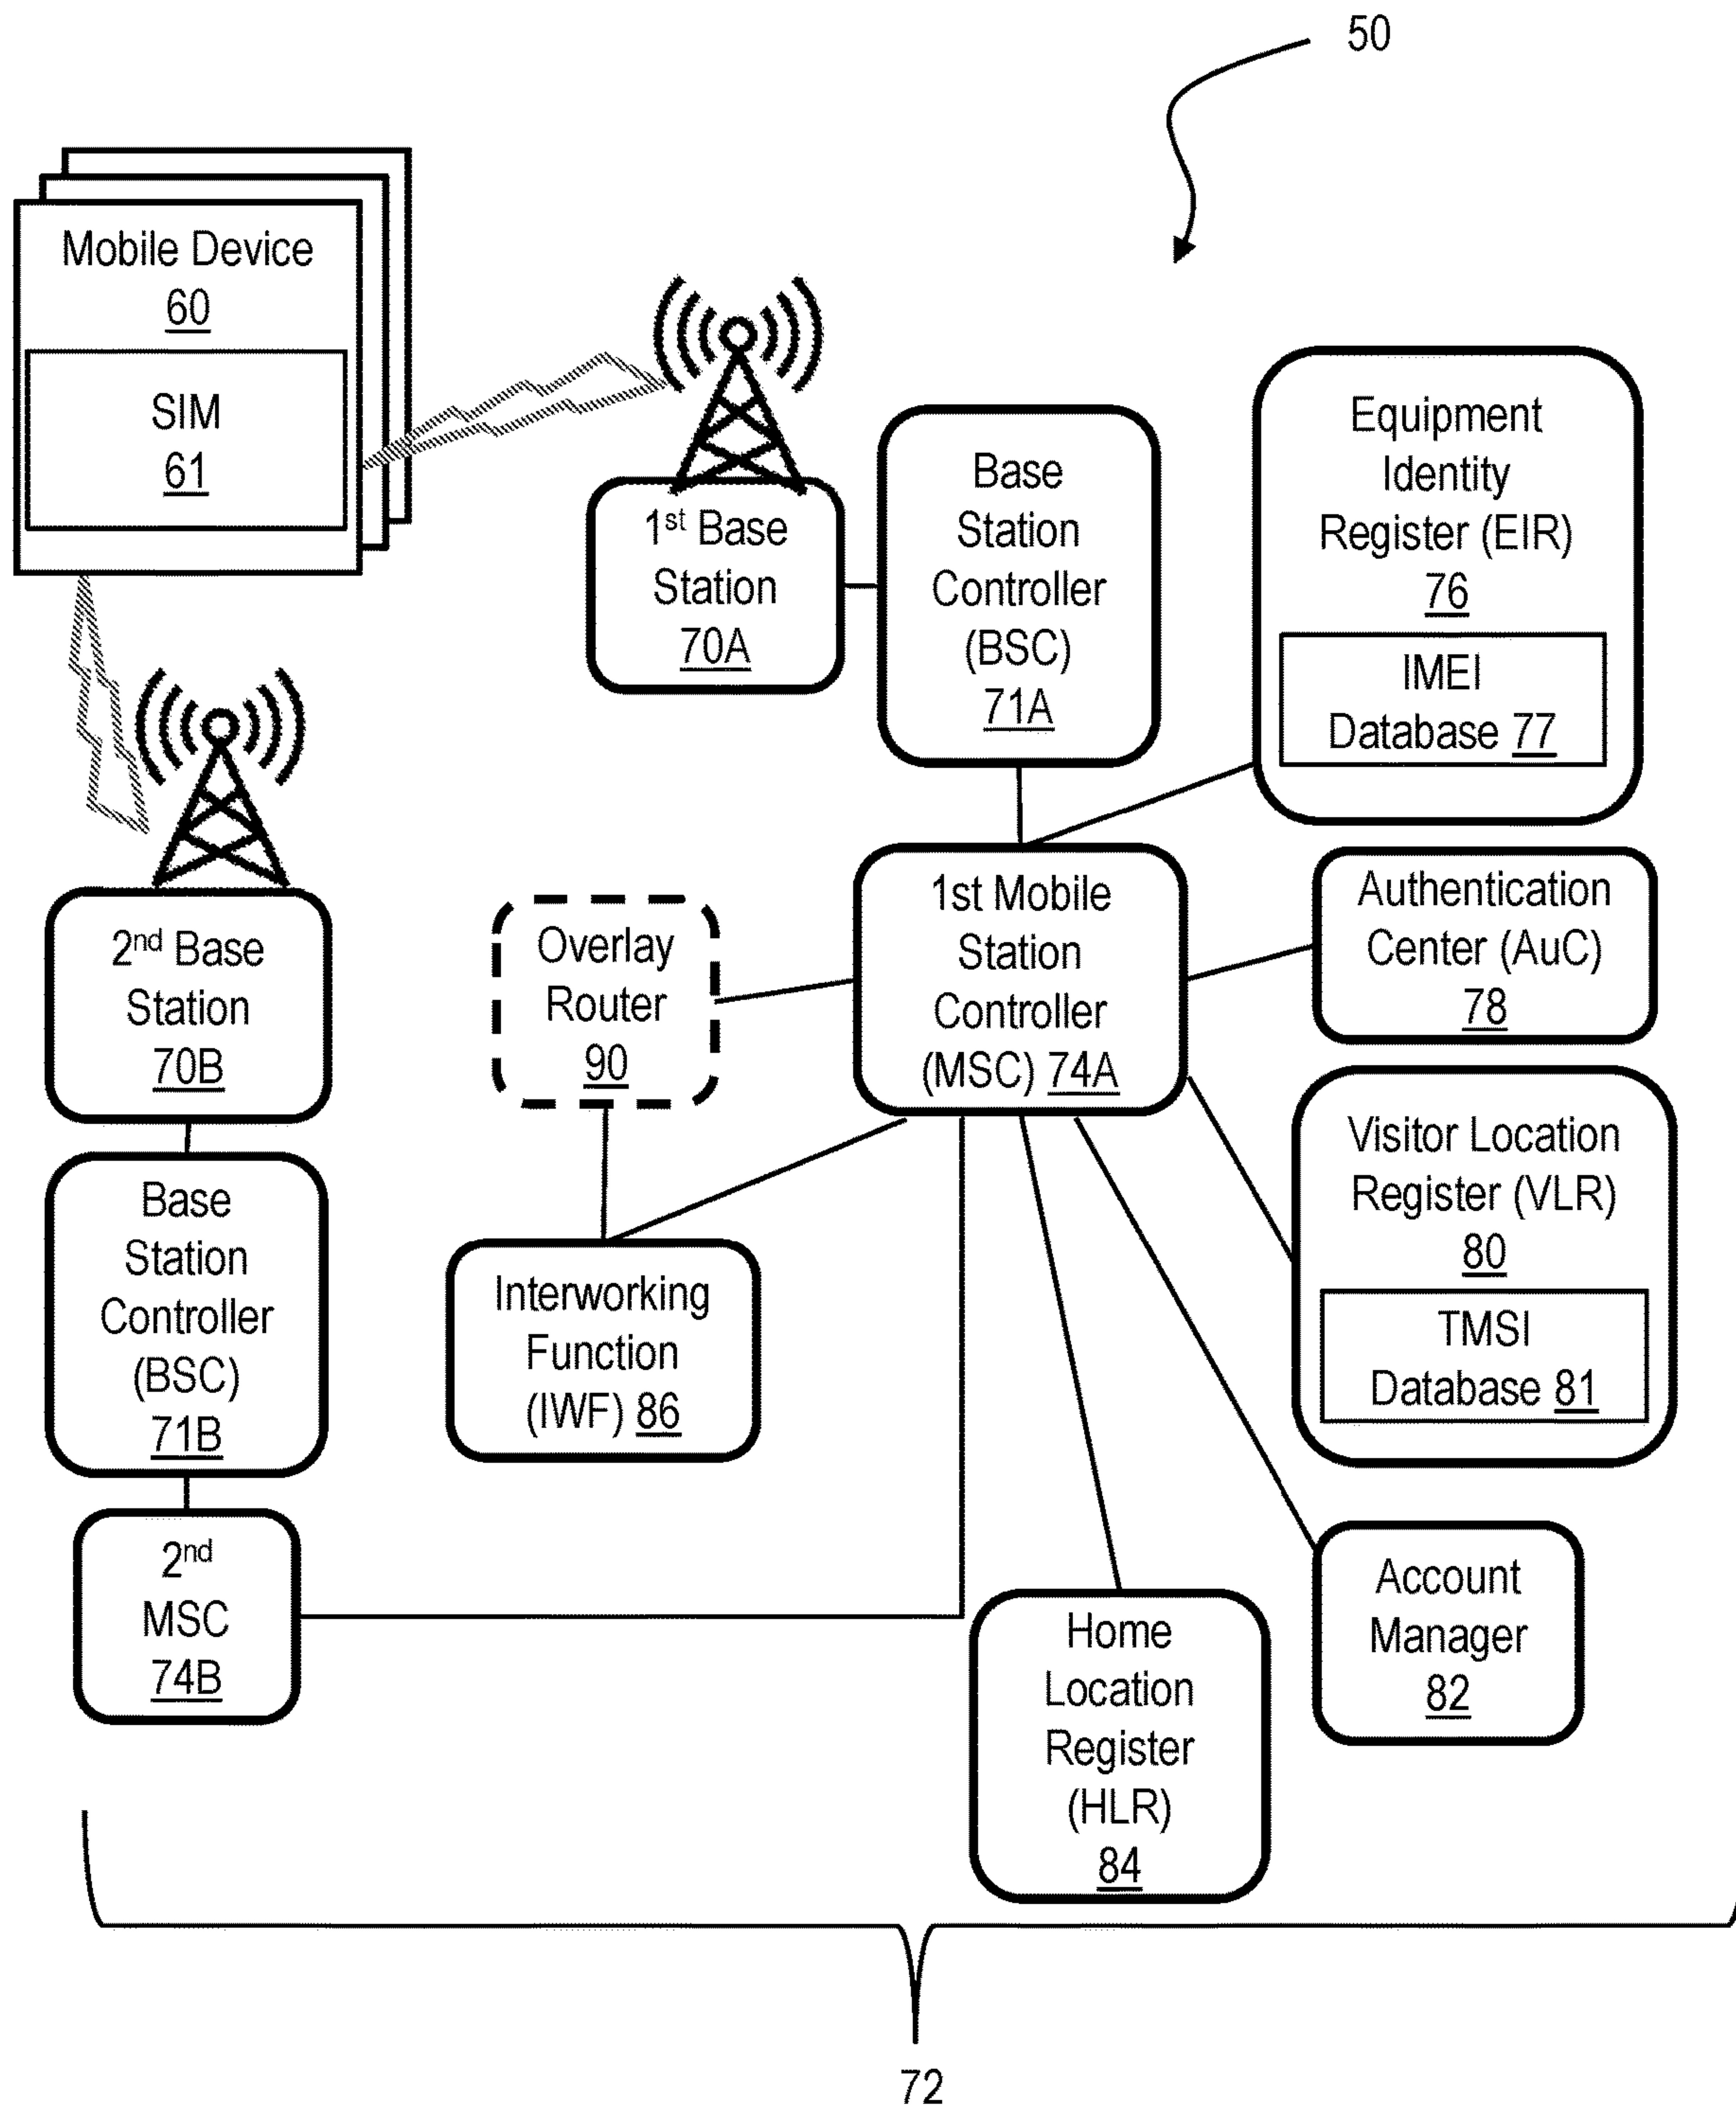 50
Mobile Device
60
SIM
61
1st Base
Station
70A
Base
Station
Controller
(BSC)
71A
Equipment
Identity
Register (EIR)
76
IMEI
Database 77
2nd Base
Station
70B
Overlay
Router
90
1st Mobile
Station
Controller
(MSC) 74A
Authentication
Center (AuC)
78
Visitor Location
Register (VLR)
80
TMSI
Database 81
Base
Station
Controller
(BSC)
71B
Interworking
Function
(IWF) 86
2nd
MSC
74B
Home
Location
Register
(HLR)
84
Account
Manager
82
72